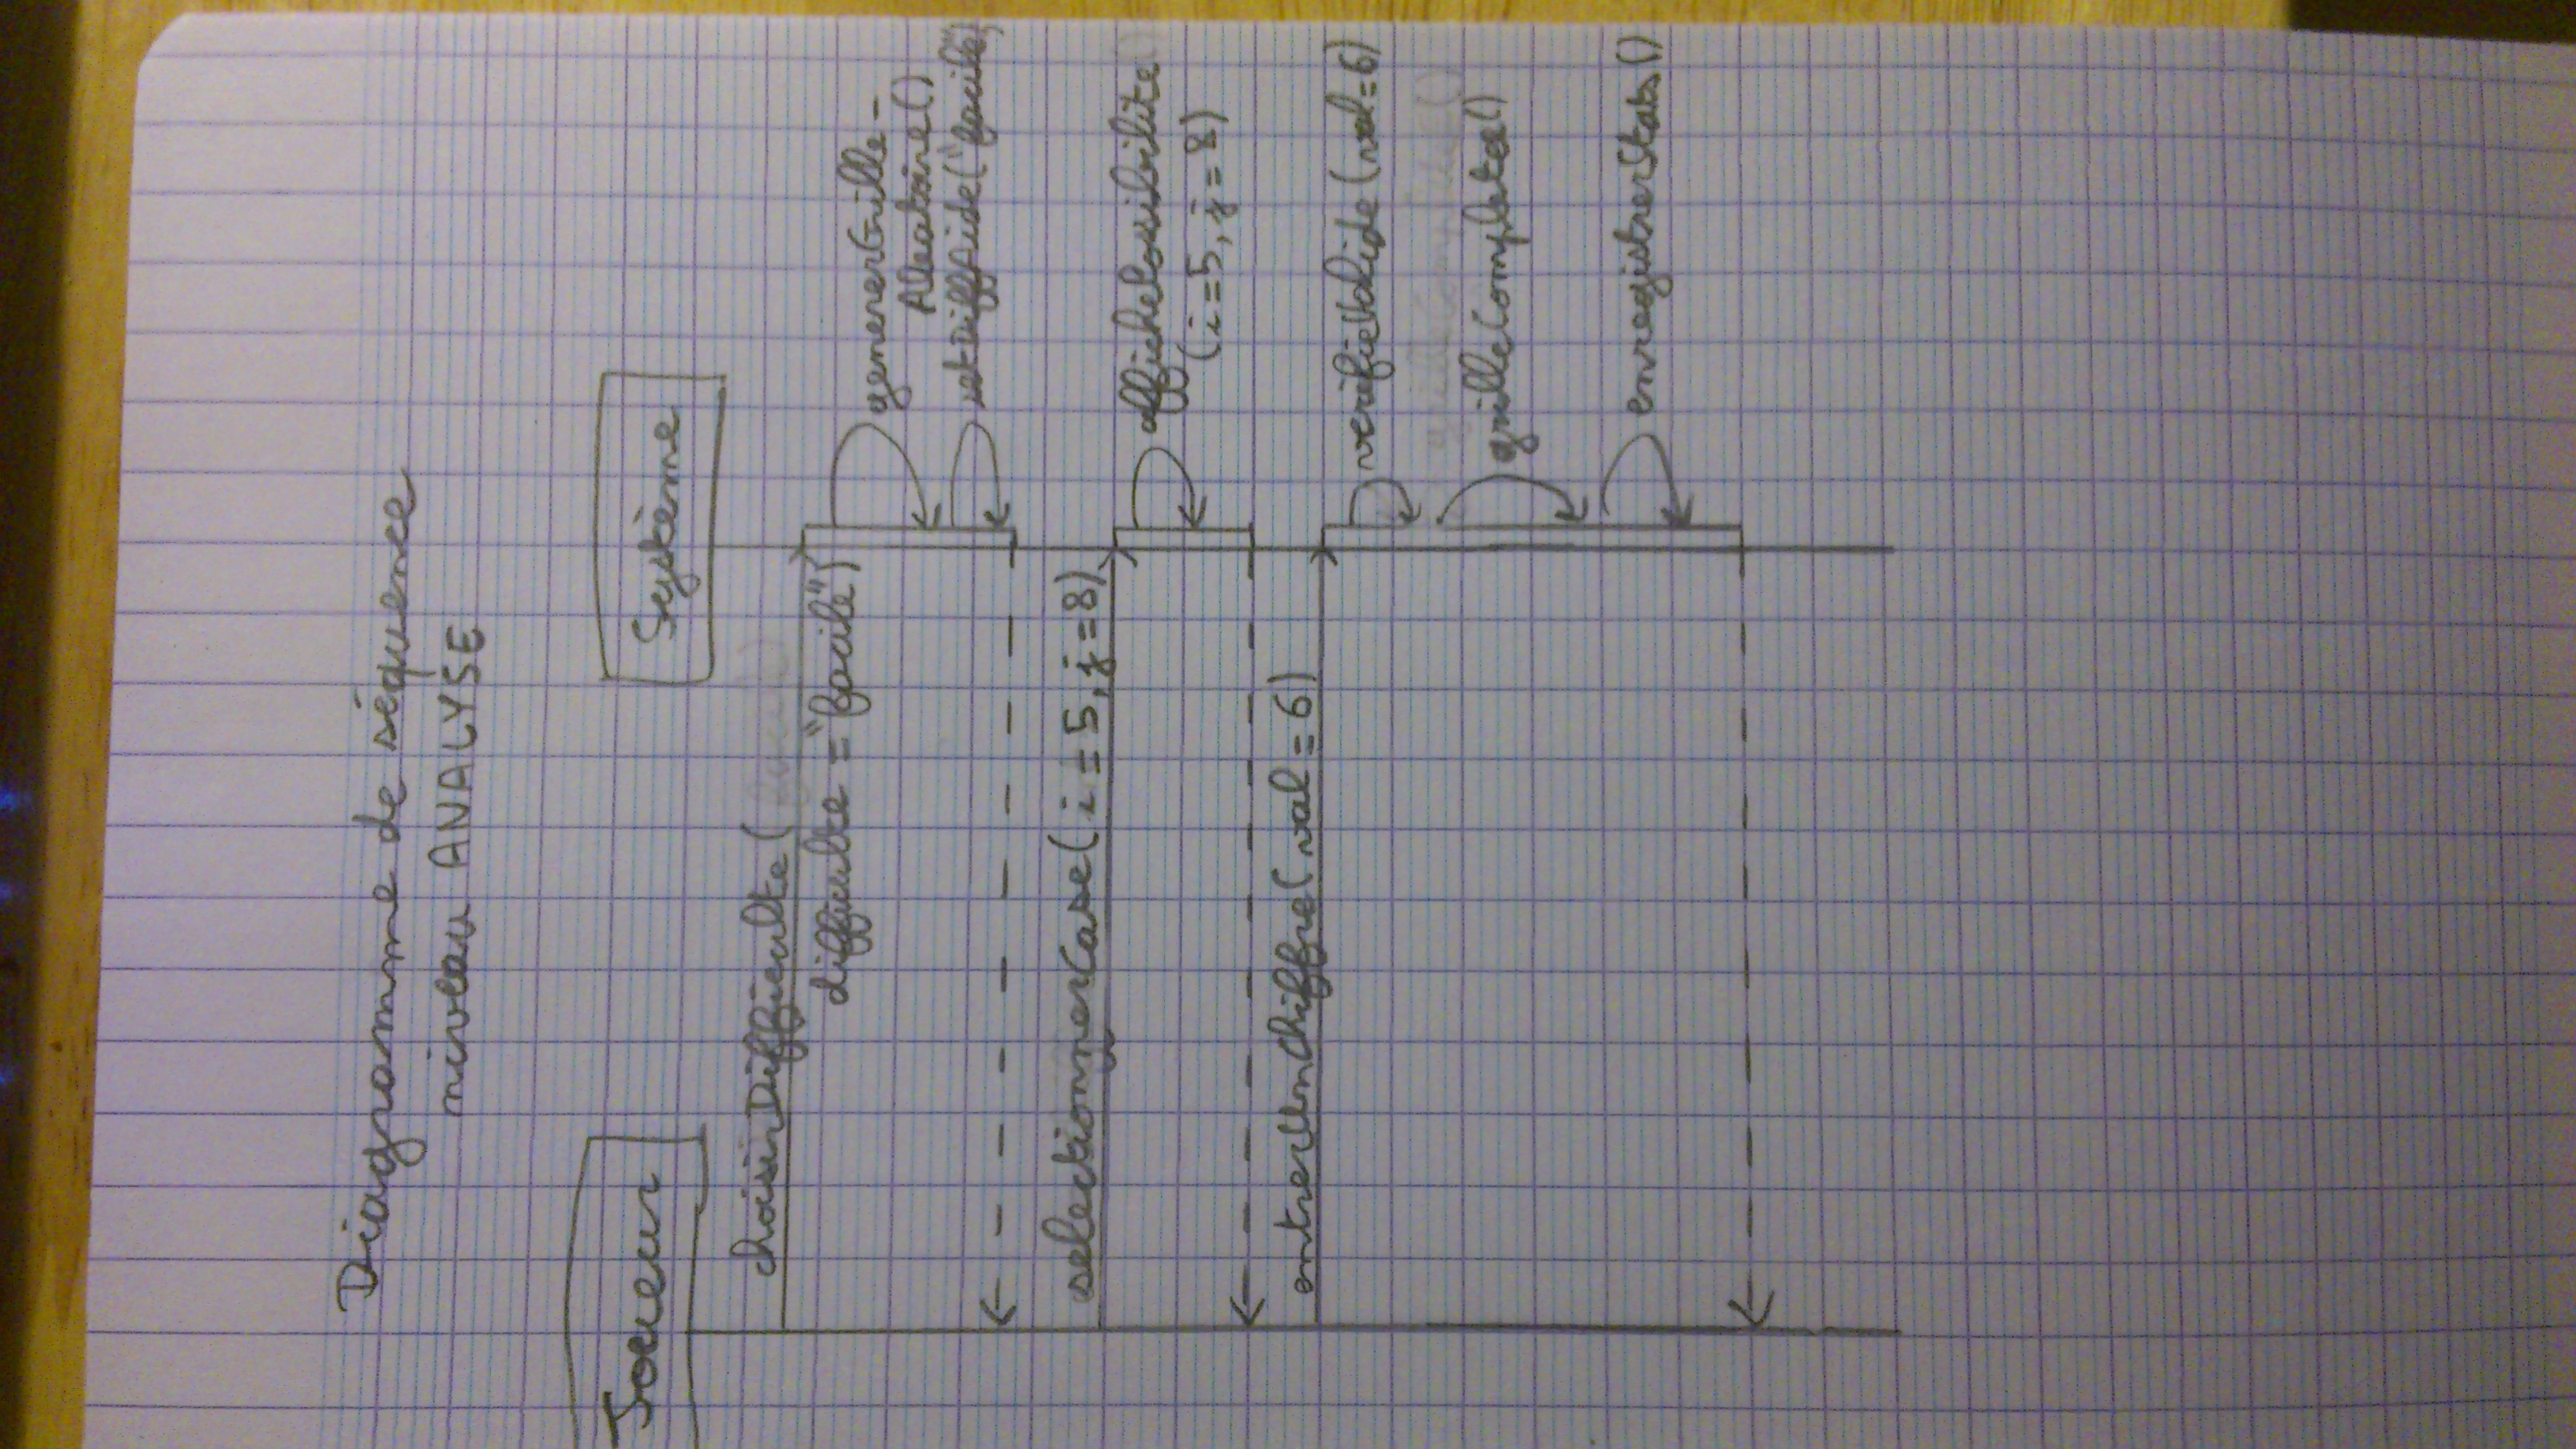 Diagramme de séquence
niveau ANALYSE
Joueur
Système
choisirDifficulte(
difficulte = "facile")
genererGrille-
Aleatoire()
setDiffAide("facile")
selectionnerCase(i=5, j=8)
affichePossibilite
(i=5, j=8)
entrerUnChiffre(val=6)
verifieValide(val=6)
grilleCompletee()
enregistrerStats()